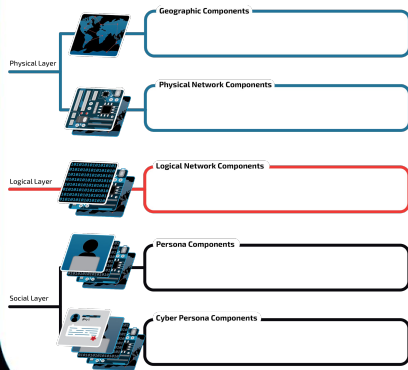 Geographic Components
Physical Layer
Physical Network Components
Logical Network Components
Logical Layer
Persona Components
Social Layer
Cyber Persona Components